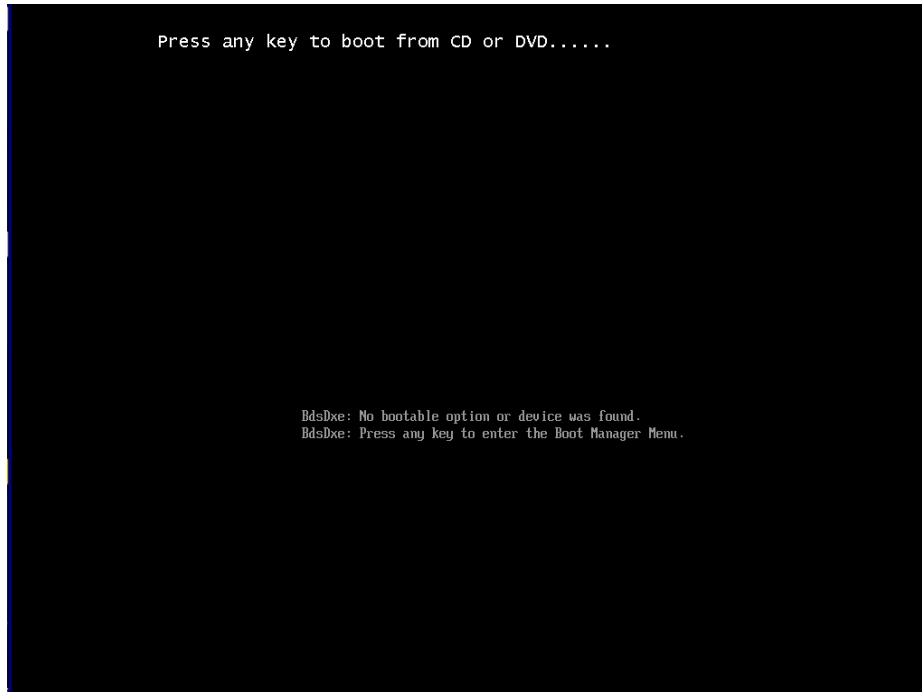 Press any key to boot from CD or DVD......
BdsDxe: No bootable option or device was found.
BdsDxe: Press any key to enter the Boot Manager Menu.